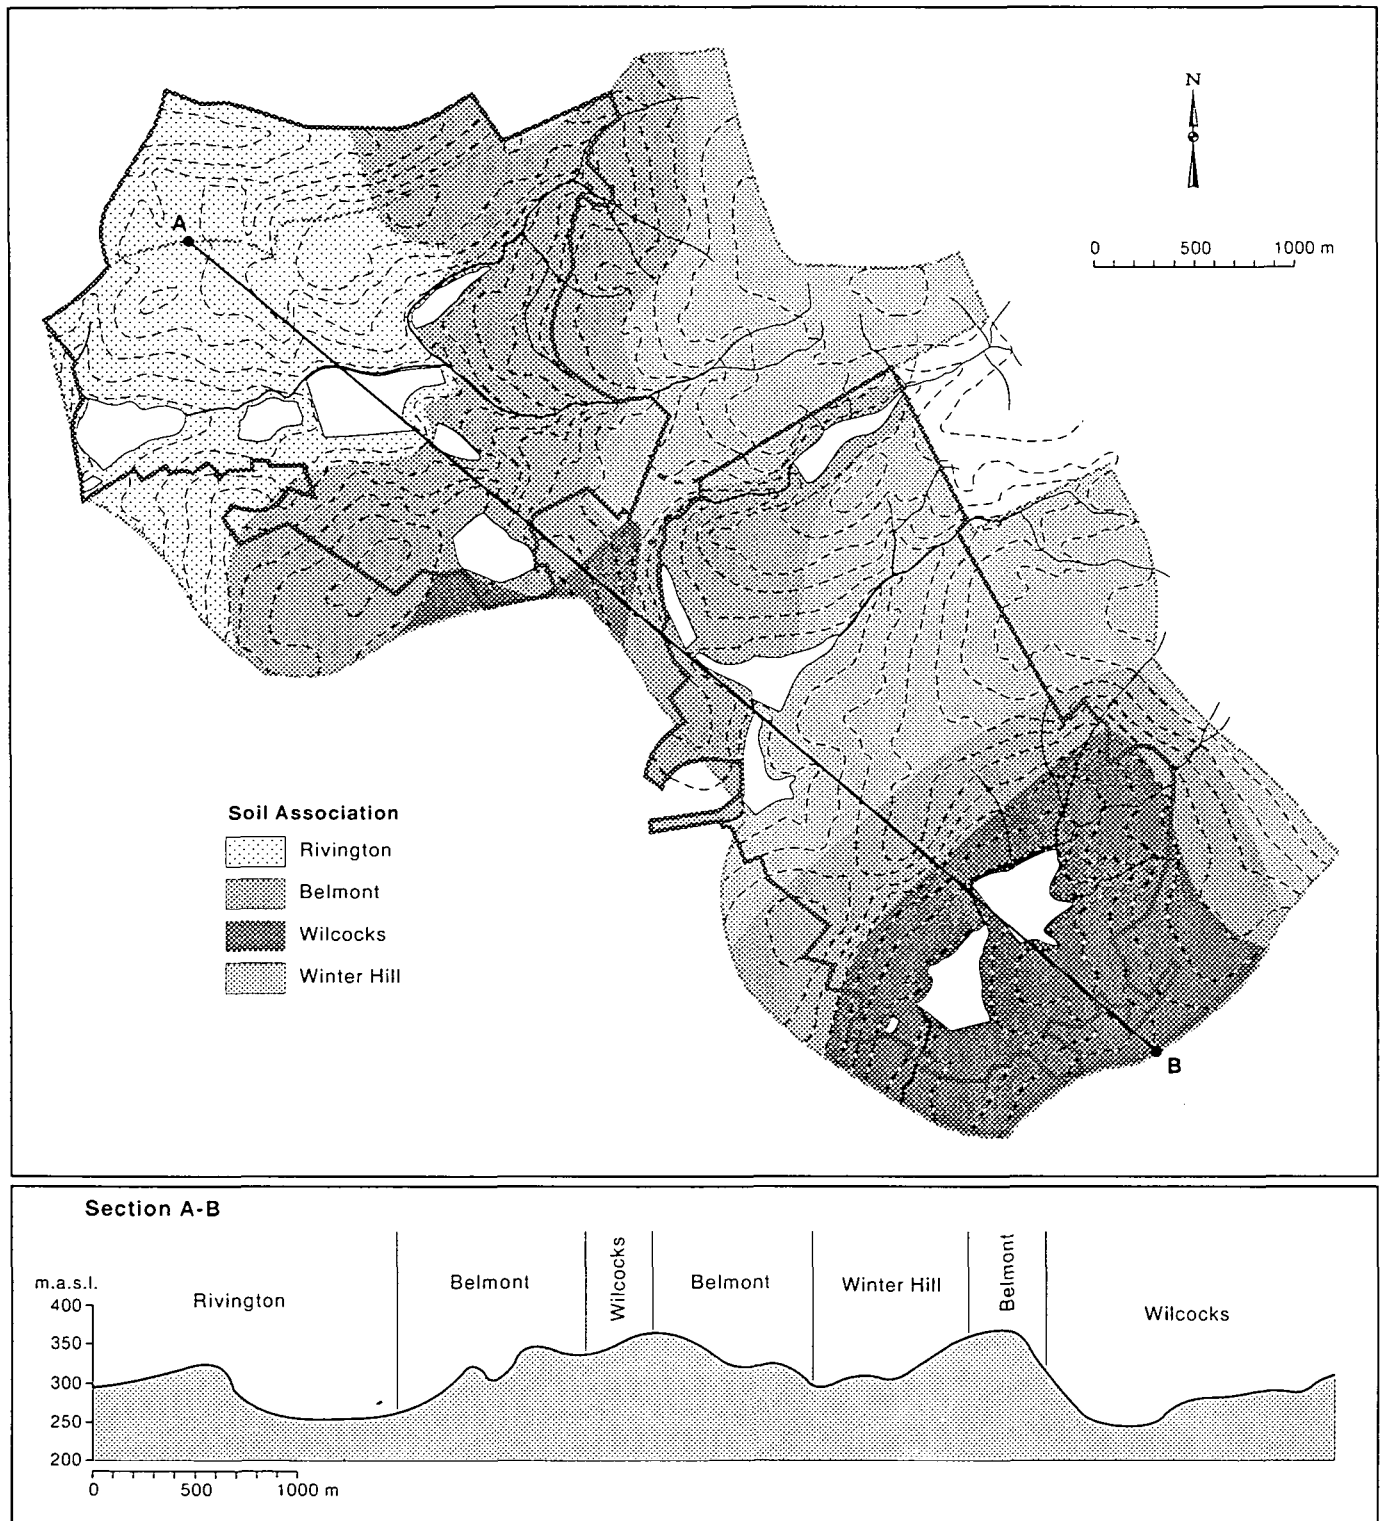 N
0 500 1000 m
A
B
Soil Association
Rivington
Belmont
Wilcocks
Winter Hill
Section A-B
m.a.s.l.
400
350
300
250
200
Rivington
Belmont
Wilcocks
Belmont
Winter Hill
Belmont
Wilcocks
0 500 1000 m